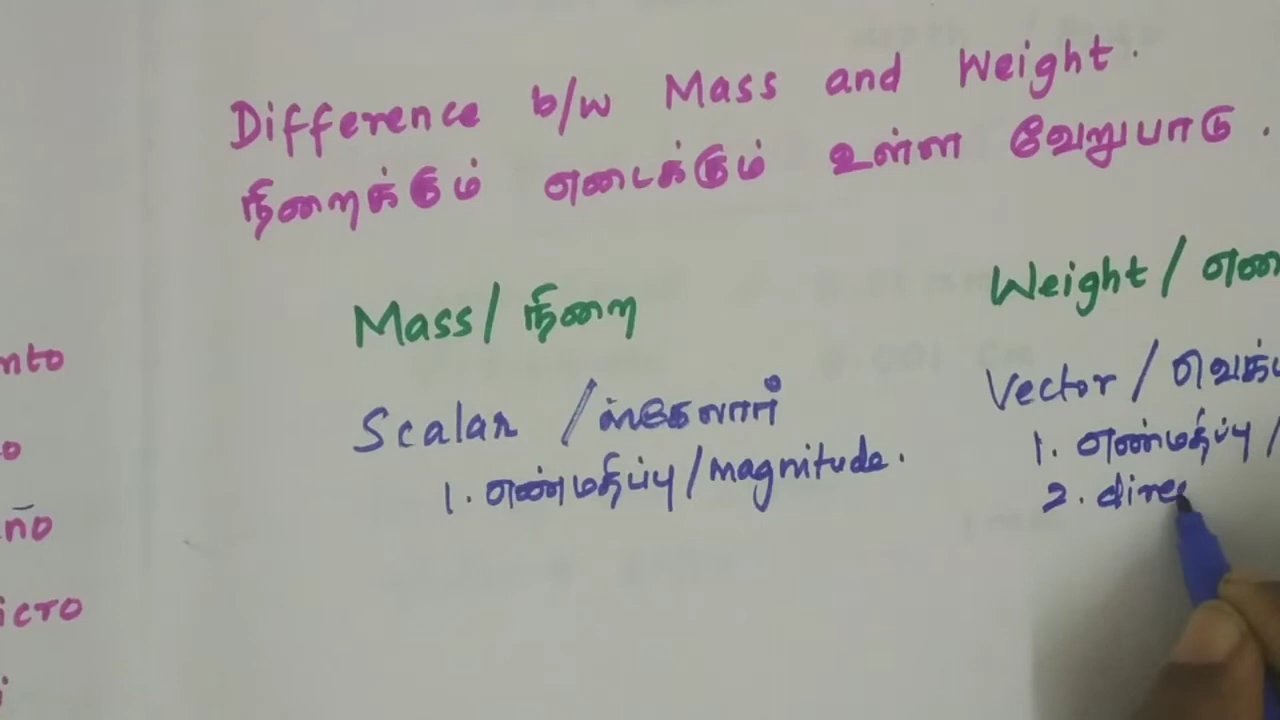 Difference b/w Mass and Weight.
நிறைக்கும் எடைக்கும் உள்ள வேறுபாடு.
Mass/நிறை
Weight/
Scalar/ஸ்கேலார்
1. எண்மதிப்பு/magnitude.
Vector/
1. எண்மதிப்பு/
2. direc